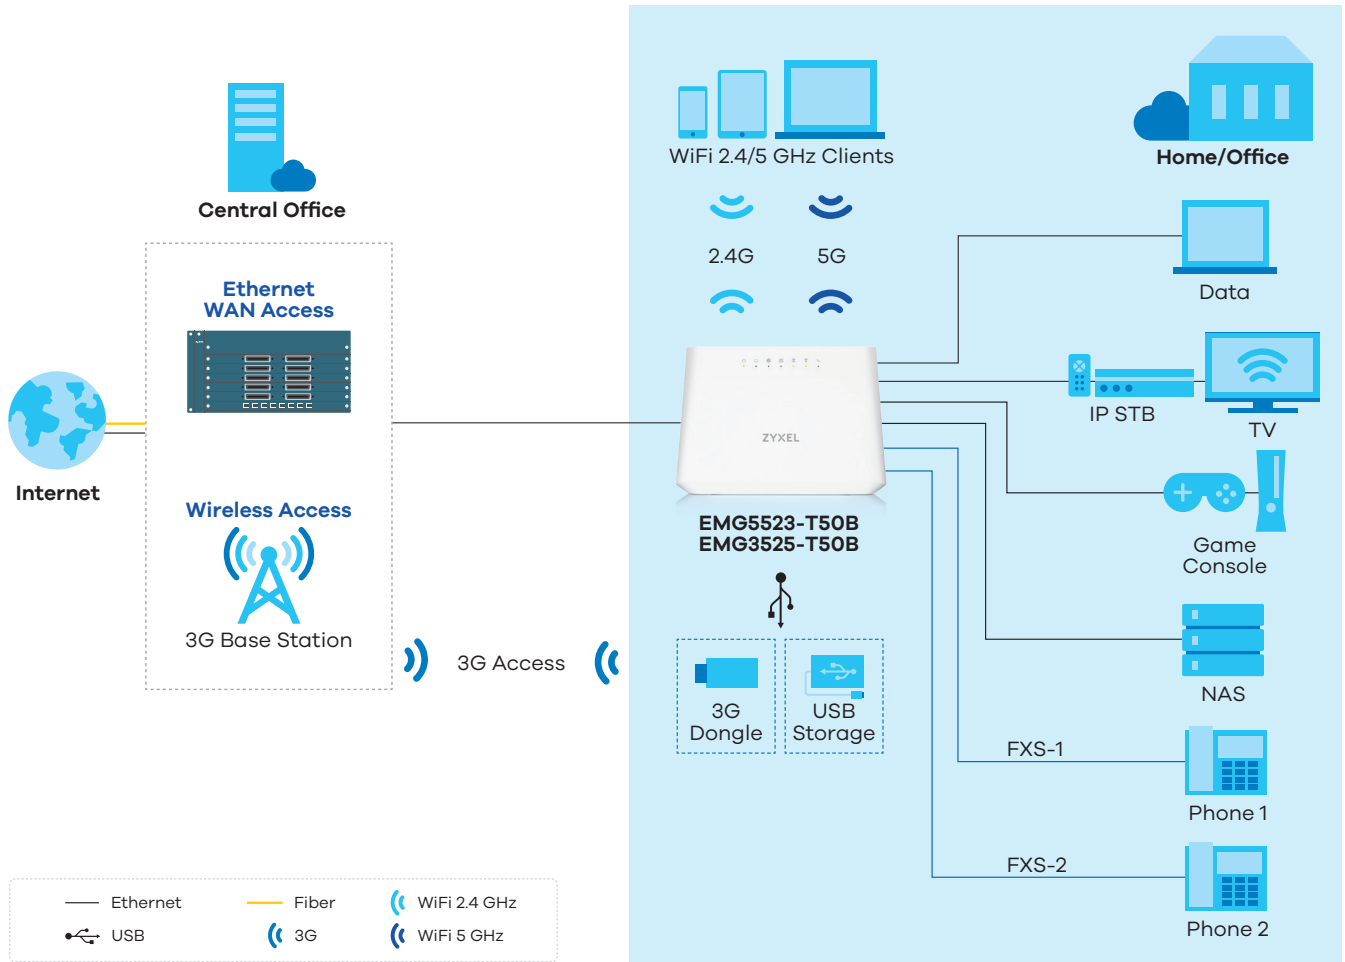 Central Office
Ethernet
WAN Access
Internet
Wireless Access
3G Base Station
3G Access
WiFi 2.4/5 GHz Clients
2.4G
5G
ZYXEL
EMG5523-T50B
EMG3525-T50B
3G
Dongle
USB
Storage
Home/Office
Data
IP STB
TV
Game
Console
NAS
FXS-1
Phone 1
FXS-2
Phone 2
Ethernet
Fiber
WiFi 2.4 GHz
USB
3G
WiFi 5 GHz